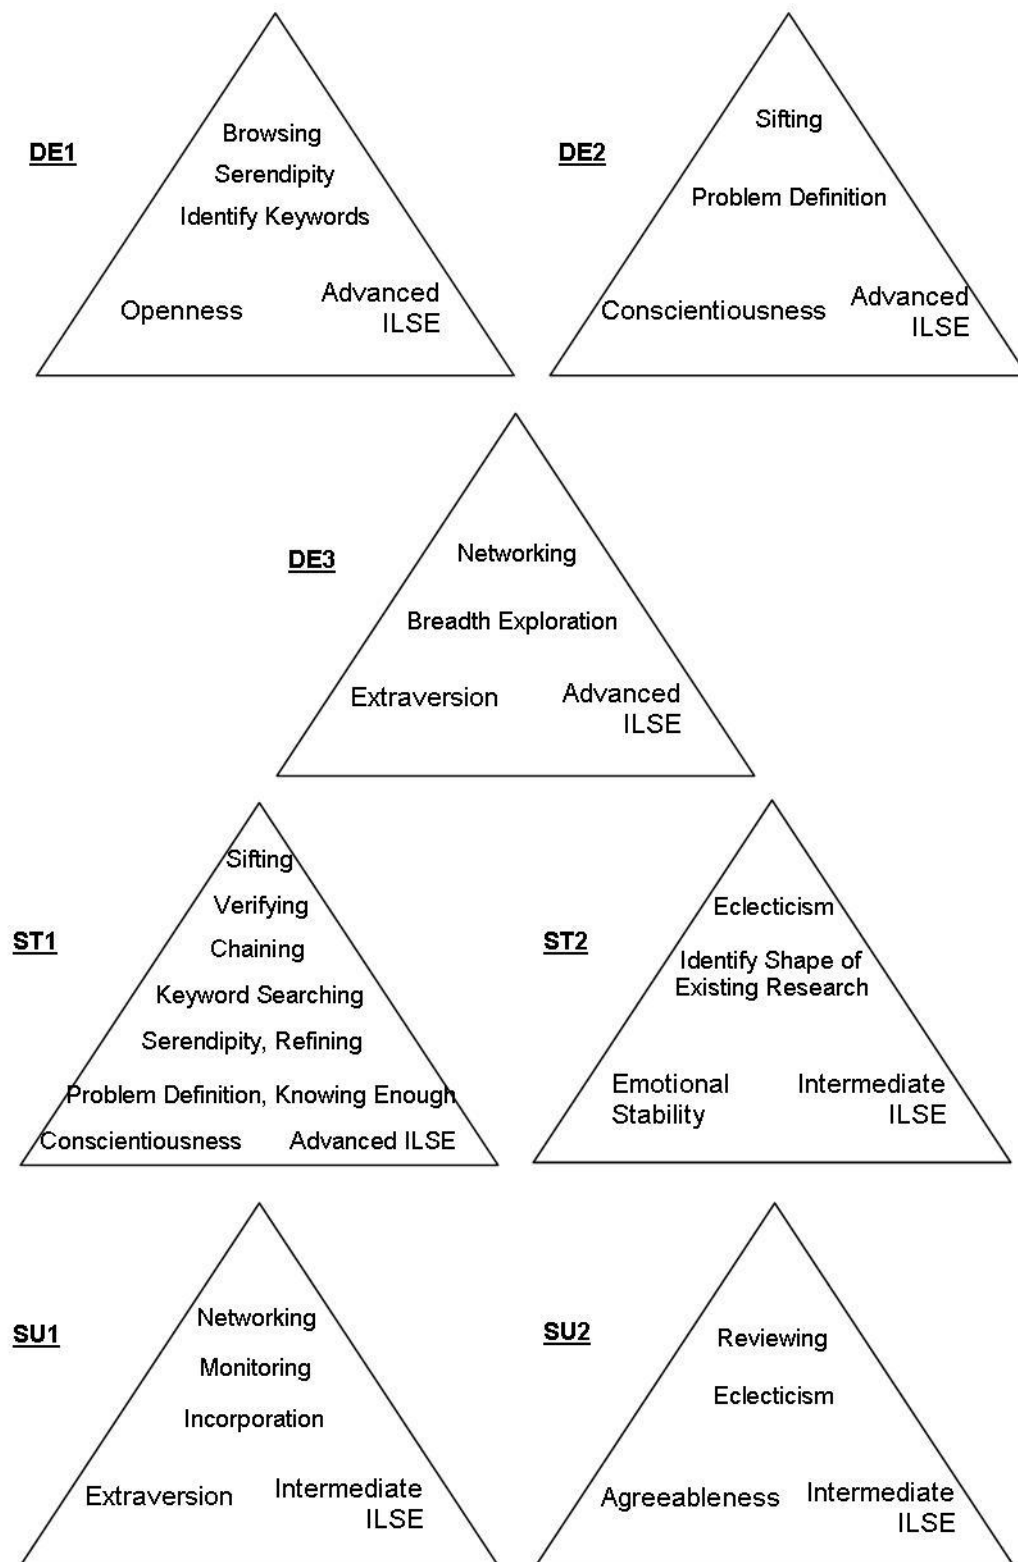 DE1
Browsing
Serendipity
Identify Keywords
Openness
Advanced
ILSE
DE2
Sifting
Problem Definition
Conscientiousness
Advanced
ILSE
DE3
Networking
Breadth Exploration
Extraversion
Advanced
ILSE
ST1
Sifting
Verifying
Chaining
Keyword Searching
Serendipity, Refining
Problem Definition, Knowing Enough
Conscientiousness
Advanced ILSE
ST2
Eclecticism
Identify Shape of
Existing Research
Emotional
Stability
Intermediate
ILSE
SU1
Networking
Monitoring
Incorporation
Extraversion
Intermediate
ILSE
SU2
Reviewing
Eclecticism
Agreeableness
Intermediate
ILSE